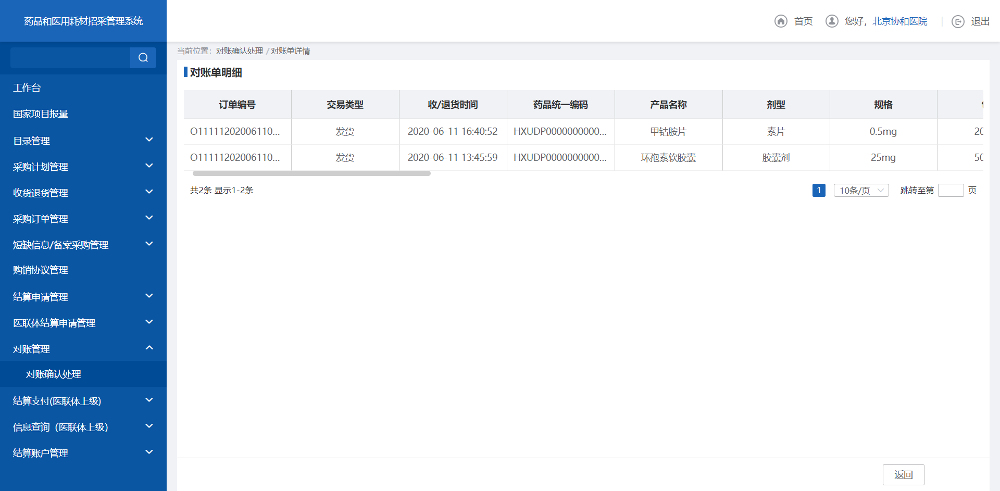 药品和医用耗材招采管理系统
首页
您好，北京协和医院
退出
当前位置：对账确认处理 / 对账单详情
工作台
国家项目报量
目录管理
采购计划管理
收货退货管理
采购订单管理
短缺信息/备案采购管理
购销协议管理
结算申请管理
医联体结算申请管理
对账管理
对账确认处理
结算支付(医联体上级)
信息查询（医联体上级）
结算账户管理
对账单明细
订单编号 交易类型 收/退货时间 药品统一编码 产品名称 剂型 规格
O11111202006110... 发货 2020-06-11 16:40:52 HXUDP0000000000... 甲钴胺片 素片 0.5mg 20
O11111202006110... 发货 2020-06-11 13:45:59 HXUDP0000000000... 环孢素软胶囊 胶囊剂 25mg 50
共2条 显示1-2条 1 10条/页 跳转至第 页
返回